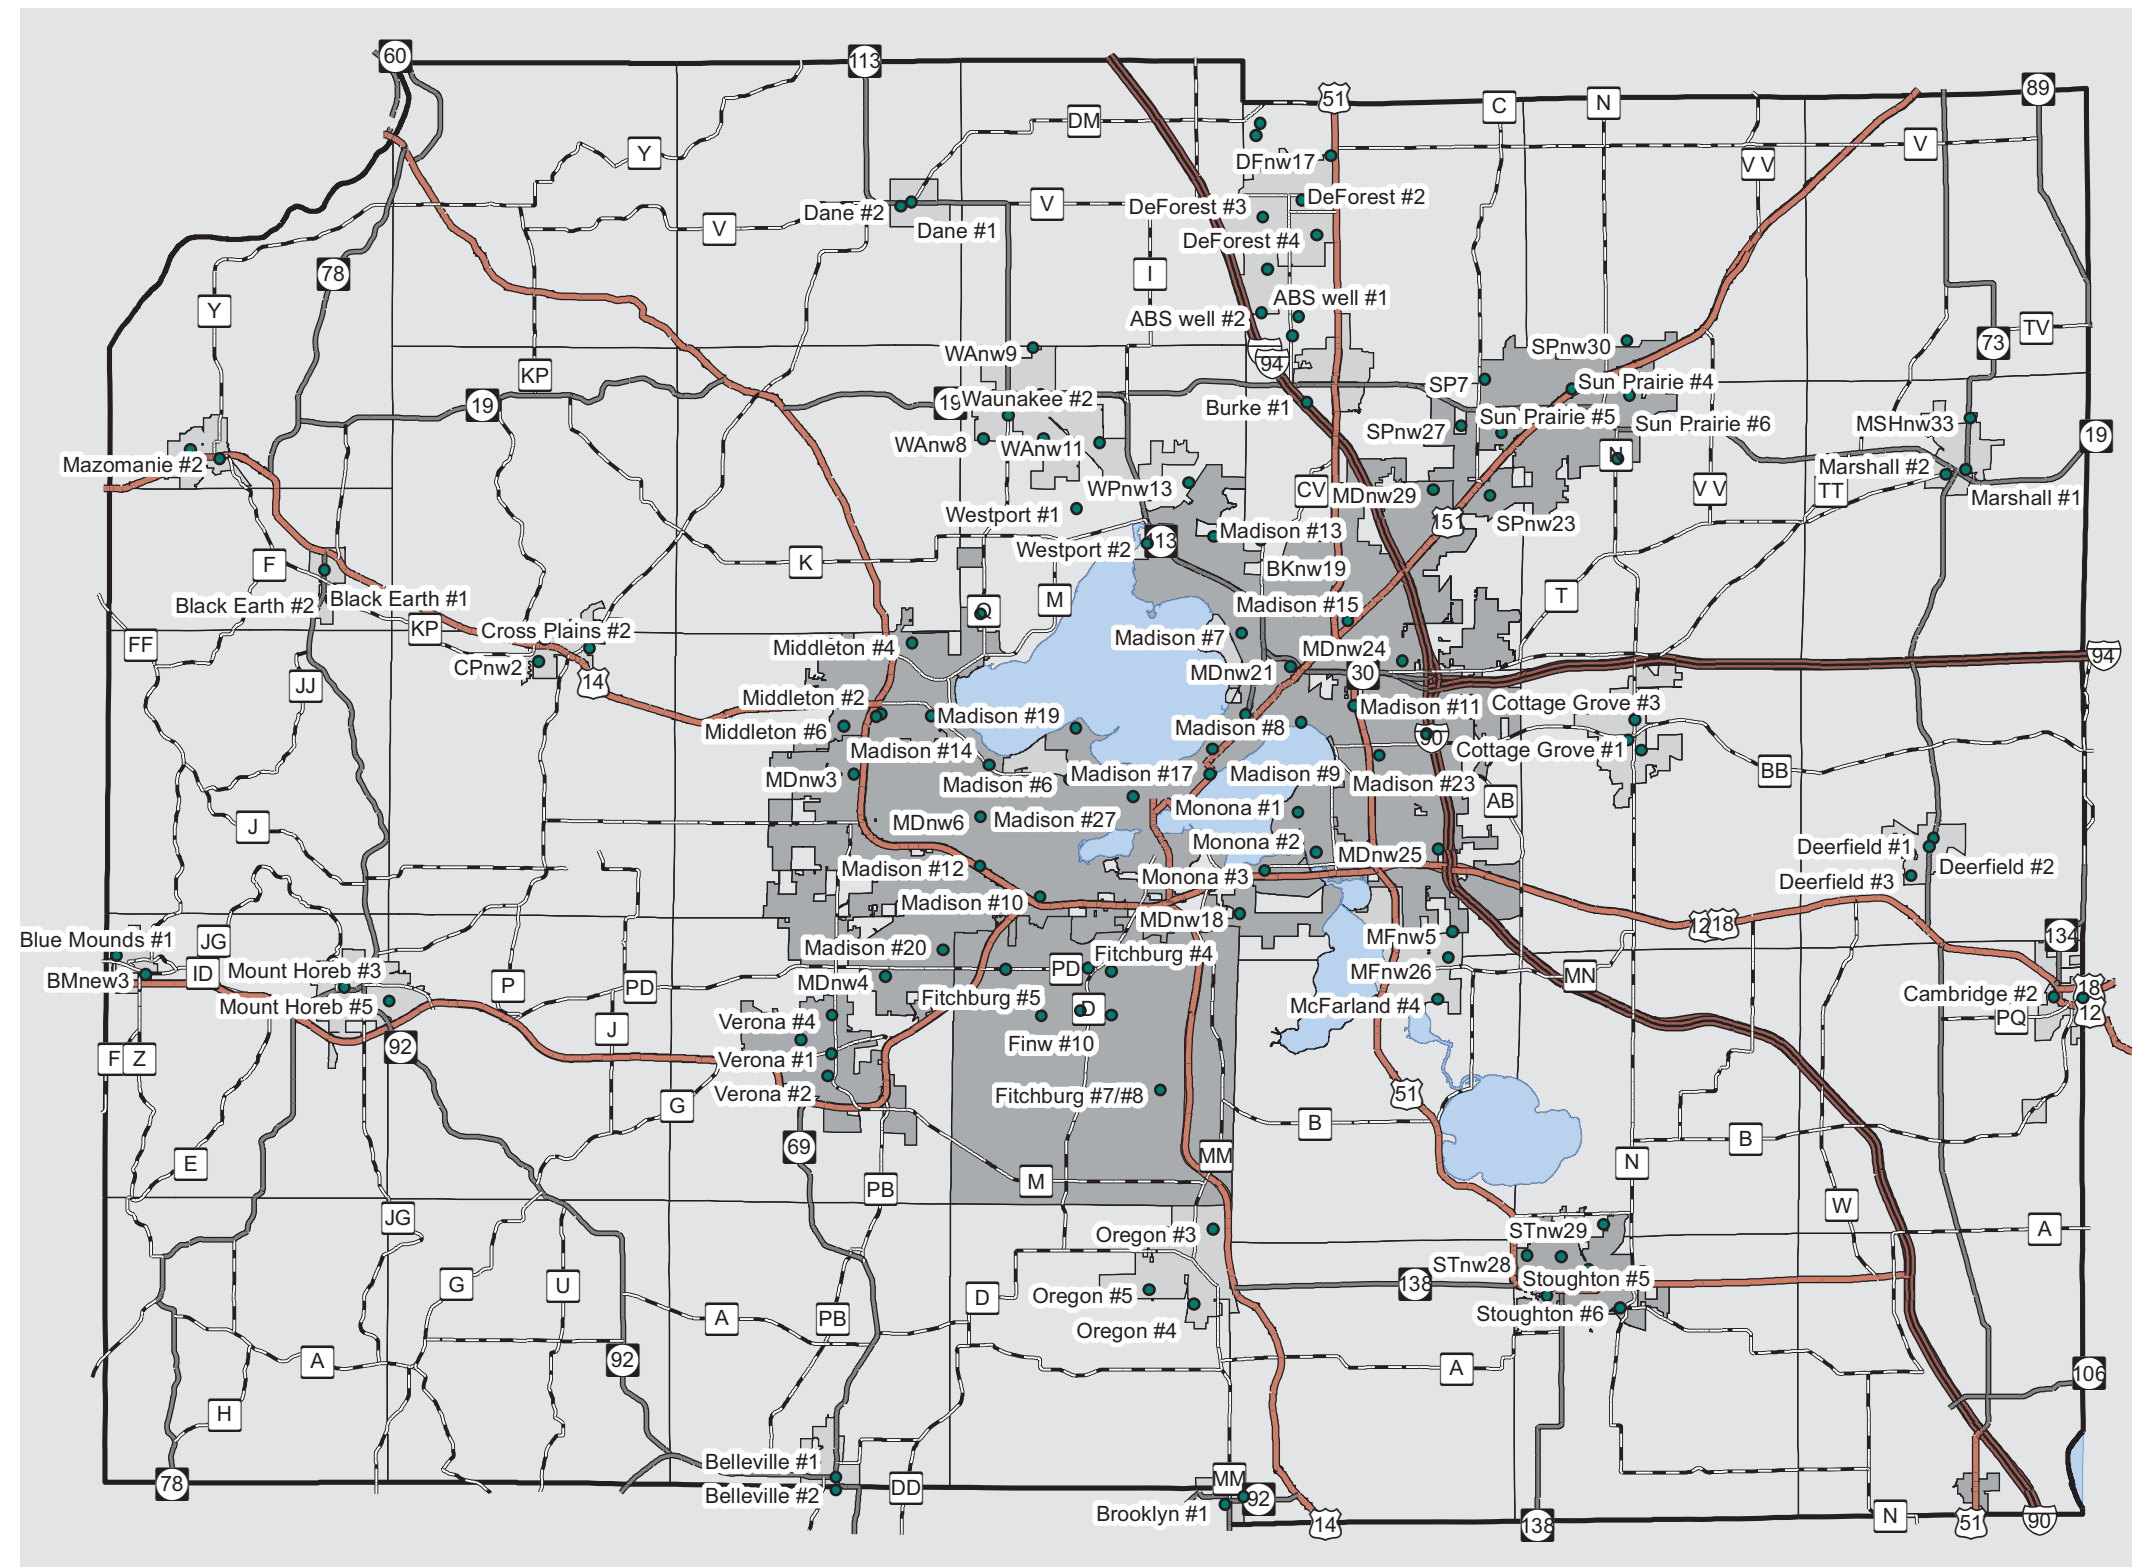 60
113
51
89
C
N
DM
Y
V
DFnw17
V V
DeForest #2
Dane #2
V
DeForest #3
Dane #1
V
DeForest #4
78
I
Y
ABS well #1
ABS well #2
TV
73
SPnw30
WAnw9
94
KP
SP7
Sun Prairie #4
19
19
Waunakee #2
Burke #1
Sun Prairie #5
Sun Prairie #6
MSHnw33
SPnw27
19
WAnw8
WAnw11
N
Mazomanie #2
Marshall #2
WPnw13
CV
MDnw29
V V
TT
Marshall #1
Westport #1
151
SPnw23
Madison #13
Westport #2
113
K
F
BKnw19
Black Earth #2
Black Earth #1
T
M
Q
Madison #15
KP
Cross Plains #2
FF
Middleton #4
Madison #7
MDnw24
94
CPnw2
MDnw21
30
JJ
14
Middleton #2
Madison #11
Cottage Grove #3
Madison #19
Middleton #6
Madison #8
90
Madison #14
Cottage Grove #1
MDnw3
Madison #6
Madison #17
Madison #9
Madison #23
BB
AB
Monona #1
J
MDnw6
Madison #27
Monona #2
Deerfield #1
MDnw25
Madison #12
Monona #3
Deerfield #2
Deerfield #3
Madison #10
MDnw18
12
18
Blue Mounds #1
JG
Madison #20
MFnw5
134
Fitchburg #4
BMnew3
ID
Mount Horeb #3
PD
MFnw26
MN
P
PD
MDnw4
Mount Horeb #5
Fitchburg #5
McFarland #4
Cambridge #2
18
D
12
PQ
Verona #4
J
Finw #10
92
F
Z
Verona #1
Verona #2
Fitchburg #7/#8
51
G
B
B
69
MM
E
N
M
PB
W
JG
Oregon #3
STnw29
A
STnw28
Stoughton #5
G
U
138
D
Oregon #5
Stoughton #6
A
PB
Oregon #4
92
A
A
106
H
Belleville #1
78
MM
DD
Belleville #2
92
Brooklyn #1
14
138
N
51
90